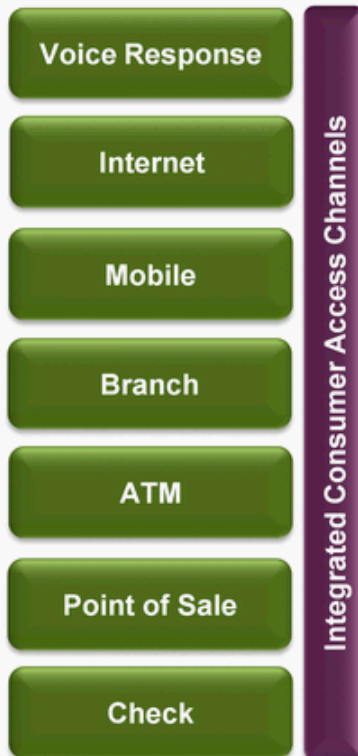 Voice Response
Internet
Mobile
Branch
ATM
Point of Sale
Check
Integrated Consumer Access Channels